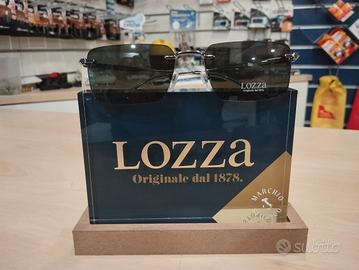 LOZZA
LOZZA
Originale dal 1878.
MARCHIO
subito